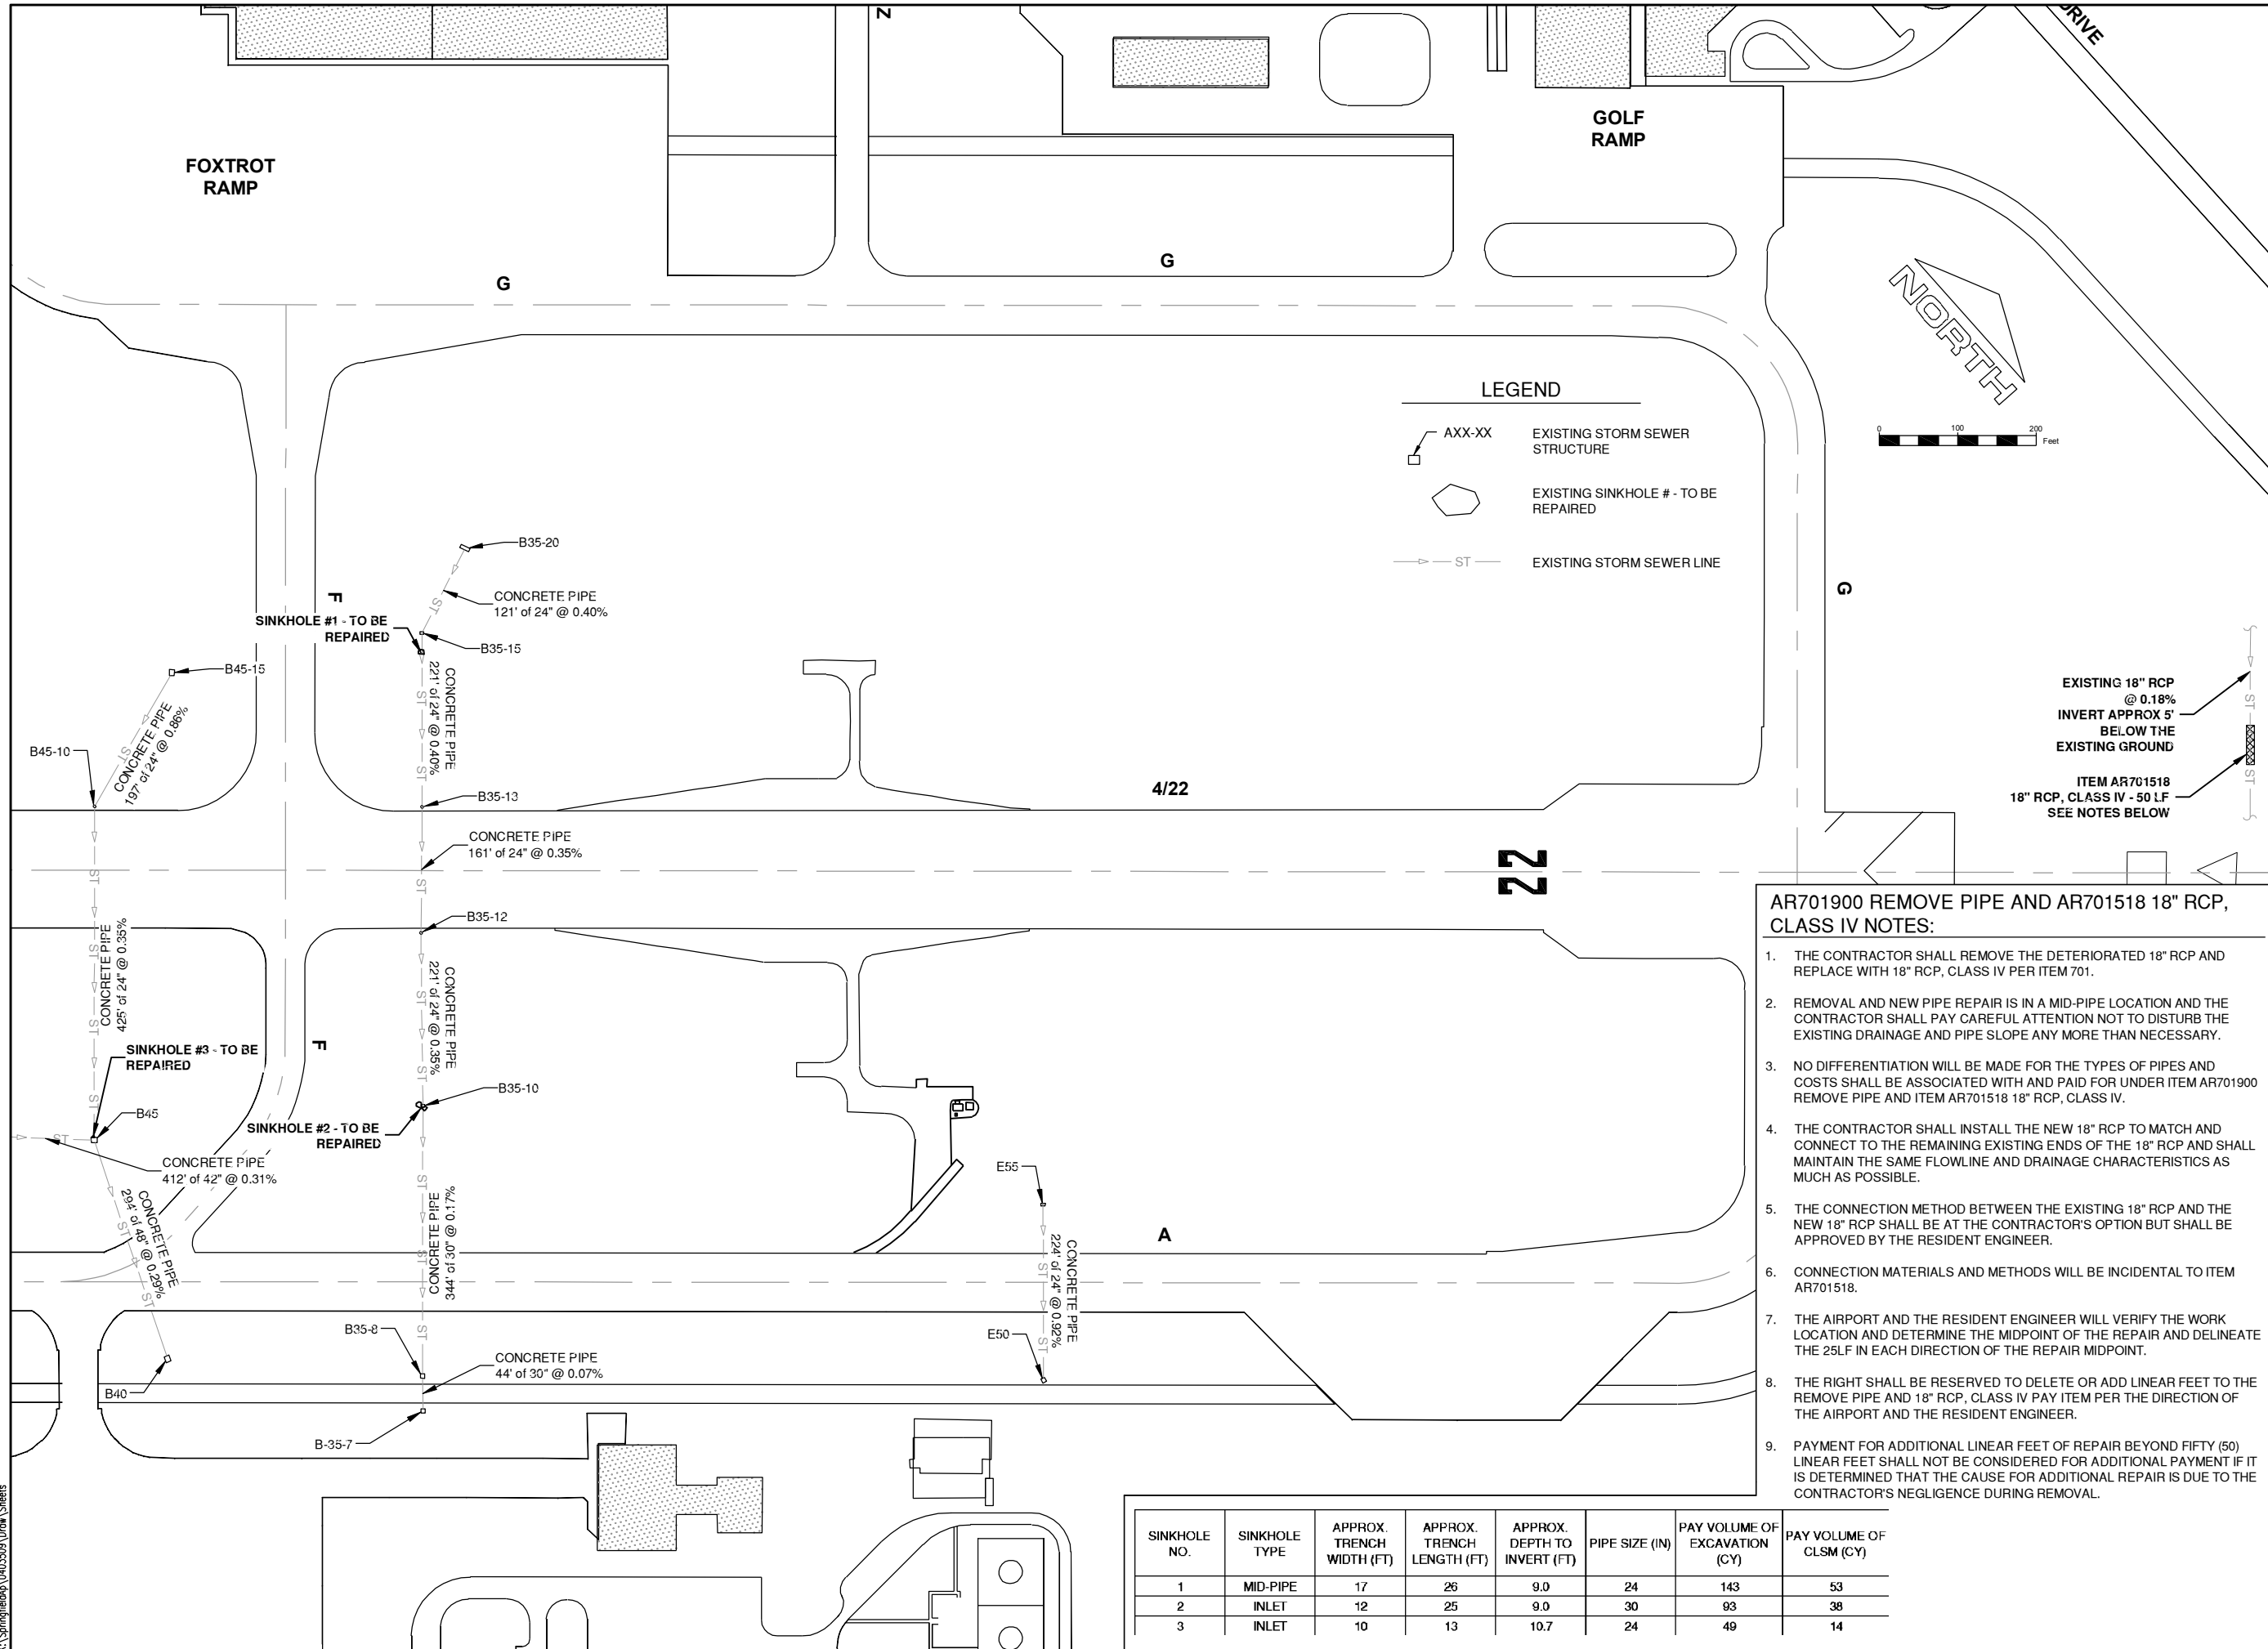 Z
DRIVE
FOXTROT
RAMP
GOLF
RAMP
G
G
NORTH
0 100 200
Feet
LEGEND
AXX-XX
EXISTING STORM SEWER
STRUCTURE
EXISTING SINKHOLE # - TO BE
REPAIRED
ST
EXISTING STORM SEWER LINE
B35-20
CONCRETE PIPE
121' of 24" @ 0.40%
ST
F
SINKHOLE #1 - TO BE
REPAIRED
B35-15
G
B45-15
CONCRETE PIPE
197' of 24" @ 0.86%
ST
B45-10
CONCRETE PIPE
221' of 24" @ 0.40%
ST
ST
B35-13
CONCRETE PIPE
161' of 24" @ 0.35%
ST
4/22
22
EXISTING 18" RCP
@ 0.18%
INVERT APPROX 5'
BELOW THE
EXISTING GROUND
ITEM AR701518
18" RCP, CLASS IV - 50 LF
SEE NOTES BELOW
ST
ST
B35-12
ST
ST
CONCRETE PIPE
425' of 24" @ 0.35%
ST
ST
ST
CONCRETE PIPE
221' of 24" @ 0.35%
ST
ST
SINKHOLE #3 - TO BE
REPAIRED
F
B45
ST
B35-10
SINKHOLE #2 - TO BE
REPAIRED
CONCRETE PIPE
412' of 42" @ 0.31%
CONCRETE PIPE
294' of 48" @ 0.29%
ST
ST
CONCRETE PIPE
344' of 30" @ 0.17%
ST
ST
ST
E55
A
CONCRETE PIPE
224' of 24" @ 0.92%
ST
ST
B35-8
E50
CONCRETE PIPE
44' of 30" @ 0.07%
B40
B-35-7
AR701900 REMOVE PIPE AND AR701518 18" RCP,
CLASS IV NOTES:
1. THE CONTRACTOR SHALL REMOVE THE DETERIORATED 18" RCP AND
REPLACE WITH 18" RCP, CLASS IV PER ITEM 701.
2. REMOVAL AND NEW PIPE REPAIR IS IN A MID-PIPE LOCATION AND THE
CONTRACTOR SHALL PAY CAREFUL ATTENTION NOT TO DISTURB THE
EXISTING DRAINAGE AND PIPE SLOPE ANY MORE THAN NECESSARY.
3. NO DIFFERENTIATION WILL BE MADE FOR THE TYPES OF PIPES AND
COSTS SHALL BE ASSOCIATED WITH AND PAID FOR UNDER ITEM AR701900
REMOVE PIPE AND ITEM AR701518 18" RCP, CLASS IV.
4. THE CONTRACTOR SHALL INSTALL THE NEW 18" RCP TO MATCH AND
CONNECT TO THE REMAINING EXISTING ENDS OF THE 18" RCP AND SHALL
MAINTAIN THE SAME FLOWLINE AND DRAINAGE CHARACTERISTICS AS
MUCH AS POSSIBLE.
5. THE CONNECTION METHOD BETWEEN THE EXISTING 18" RCP AND THE
NEW 18" RCP SHALL BE AT THE CONTRACTOR'S OPTION BUT SHALL BE
APPROVED BY THE RESIDENT ENGINEER.
6. CONNECTION MATERIALS AND METHODS WILL BE INCIDENTAL TO ITEM
AR701518.
7. THE AIRPORT AND THE RESIDENT ENGINEER WILL VERIFY THE WORK
LOCATION AND DETERMINE THE MIDPOINT OF THE REPAIR AND DELINEATE
THE 25LF IN EACH DIRECTION OF THE REPAIR MIDPOINT.
8. THE RIGHT SHALL BE RESERVED TO DELETE OR ADD LINEAR FEET TO THE
REMOVE PIPE AND 18" RCP, CLASS IV PAY ITEM PER THE DIRECTION OF
THE AIRPORT AND THE RESIDENT ENGINEER.
9. PAYMENT FOR ADDITIONAL LINEAR FEET OF REPAIR BEYOND FIFTY (50)
LINEAR FEET SHALL NOT BE CONSIDERED FOR ADDITIONAL PAYMENT IF IT
IS DETERMINED THAT THE CAUSE FOR ADDITIONAL REPAIR IS DUE TO THE
CONTRACTOR'S NEGLIGENCE DURING REMOVAL.
SINKHOLE NO. SINKHOLE TYPE APPROX. TRENCH WIDTH (FT) APPROX. TRENCH LENGTH (FT) APPROX. DEPTH TO INVERT (FT) PIPE SIZE (IN) PAY VOLUME OF EXCAVATION (CY) PAY VOLUME OF CLSM (CY)
1 MID-PIPE 17 26 9.0 24 143 53
2 INLET 12 25 9.0 30 93 38
3 INLET 10 13 10.7 24 49 14